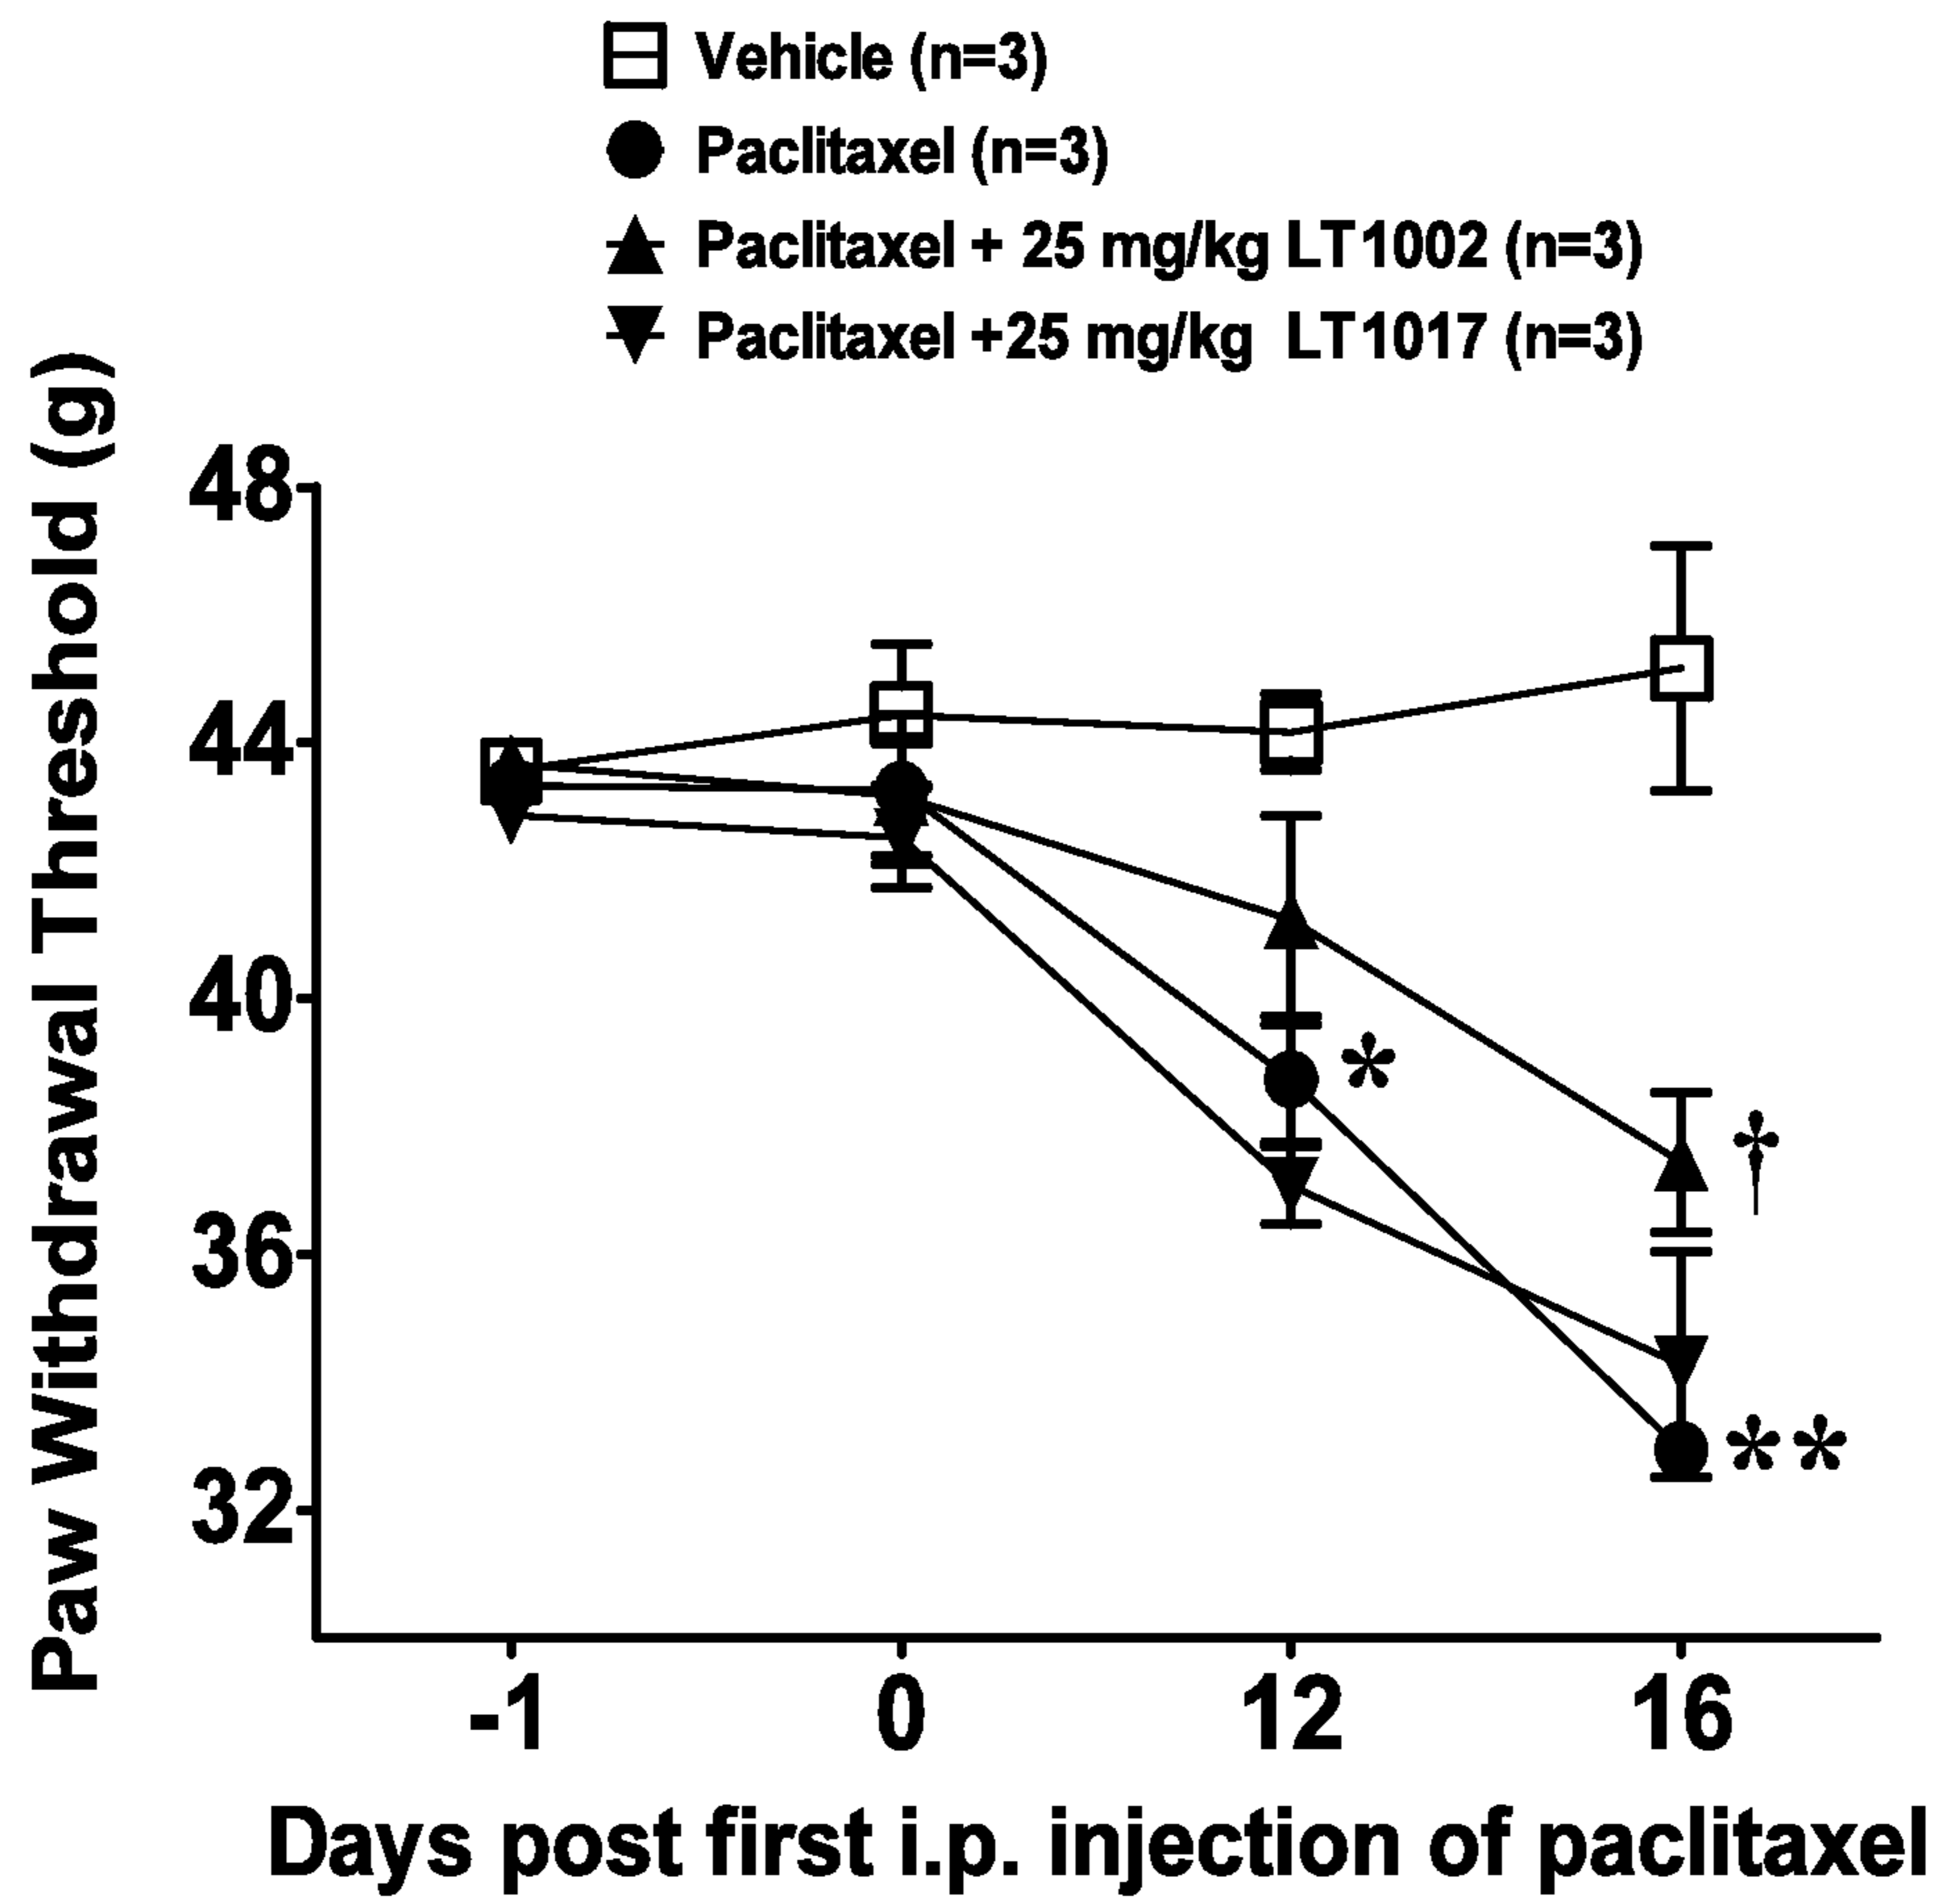 Vehicle (n=3)
Paclitaxel (n=3)
Paclitaxel + 25 mg/kg LT1002 (n=3)
Paclitaxel +25 mg/kg  LT1017 (n=3)
Paw Withdrawal Threshold (g)
48
44
40
36
32
*
†
**
-1 0 12 16
Days post first i.p. injection of paclitaxel